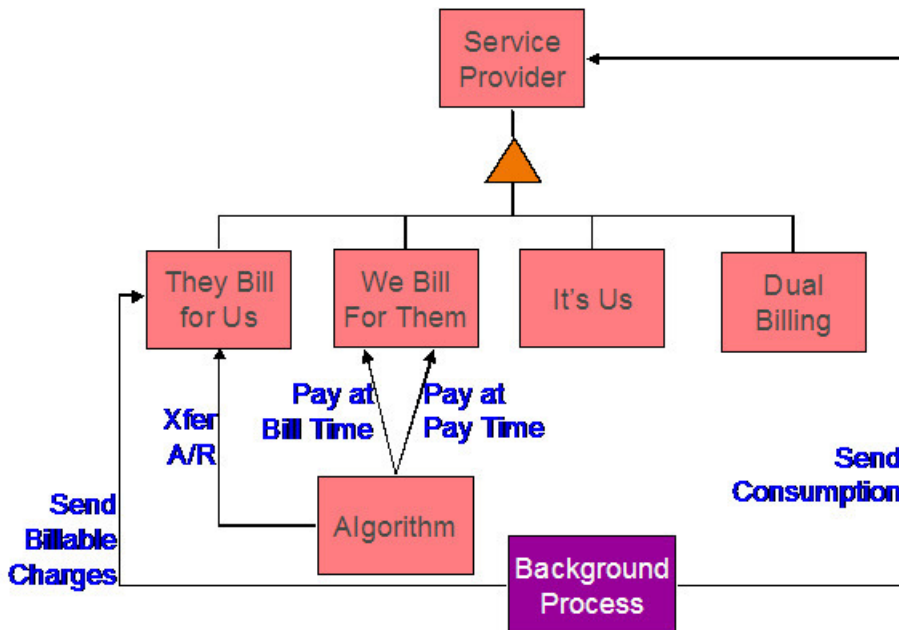 Service
Provider
They Bill
for Us
We Bill
For Them
It's Us
Dual
Billing
Xfer
A/R
Pay at
Bill Time
Pay at
Pay Time
Send
Consumption
Send
Billable
Charges
Algorithm
Background
Process